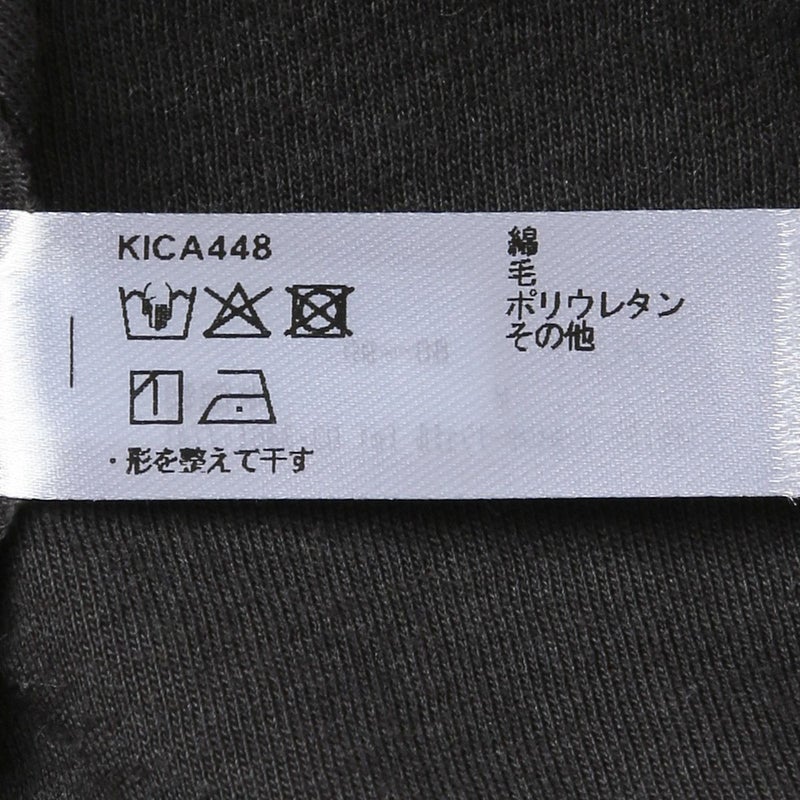 KICA448
綿
毛
ポリウレタン
その他
・形を整えて干す